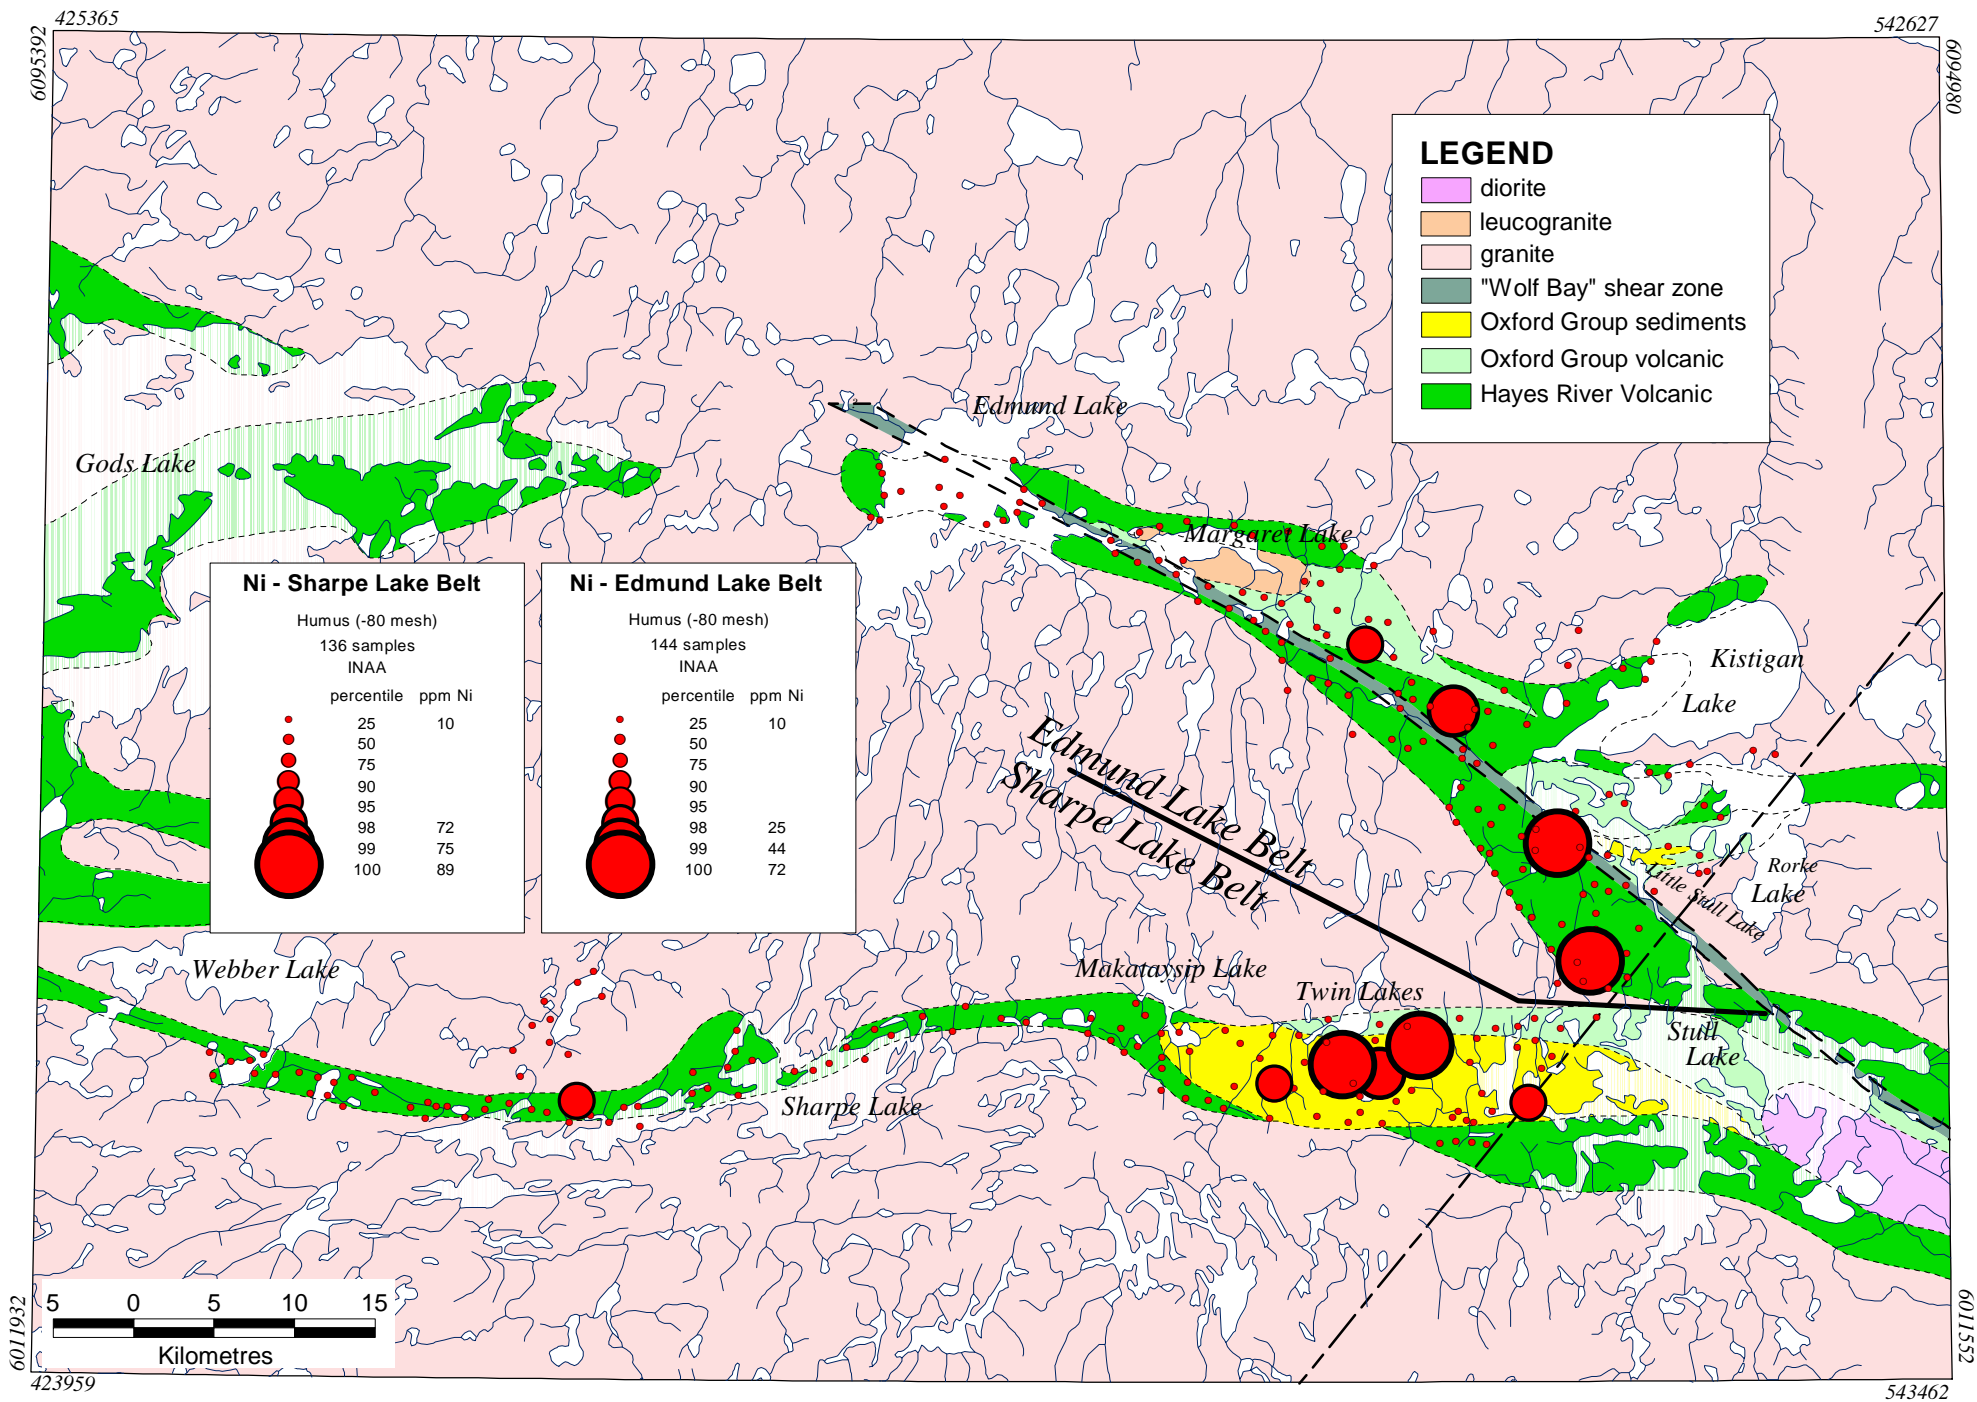 425365
542627
6095392
6094980
LEGEND
diorite
leucogranite
granite
"Wolf Bay" shear zone
Oxford Group sediments
Oxford Group volcanic
Hayes River Volcanic
Edmund Lake
Gods Lake
Margaret Lake
Kistigan
Lake
Ni - Sharpe Lake Belt
Humus (-80 mesh)
136 samples
INAA
percentile ppm Ni
25 10
50
75
90
95
98 72
99 75
100 89
Ni - Edmund Lake Belt
Humus (-80 mesh)
144 samples
INAA
percentile ppm Ni
25 10
50
75
90
95
98 25
99 44
100 72
Edmund Lake Belt
Sharpe Lake Belt
Rorke
Lake
Little Stull Lake
Webber Lake
Makataysip Lake
Twin Lakes
Stull
Lake
Sharpe Lake
5 0 5 10 15
Kilometres
6011932
6011552
423959
543462